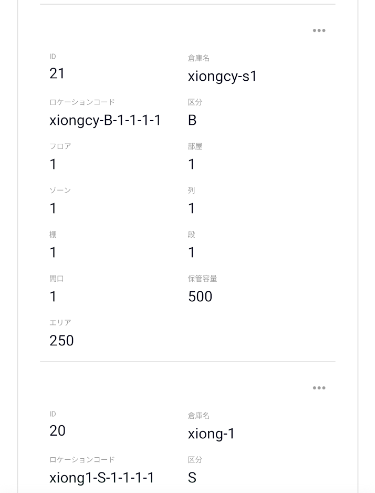 ID 倉庫名
21 xiongcy-s1
ロケーションコード 区分
xiongcy-B-1-1-1-1 B
フロア 部屋
1 1
ゾーン 列
1 1
棚 段
1 1
間口 保管容量
1 500
エリア
250
ID 倉庫名
20 xiong-1
ロケーションコード 区分
xiong1-S-1-1-1-1 S